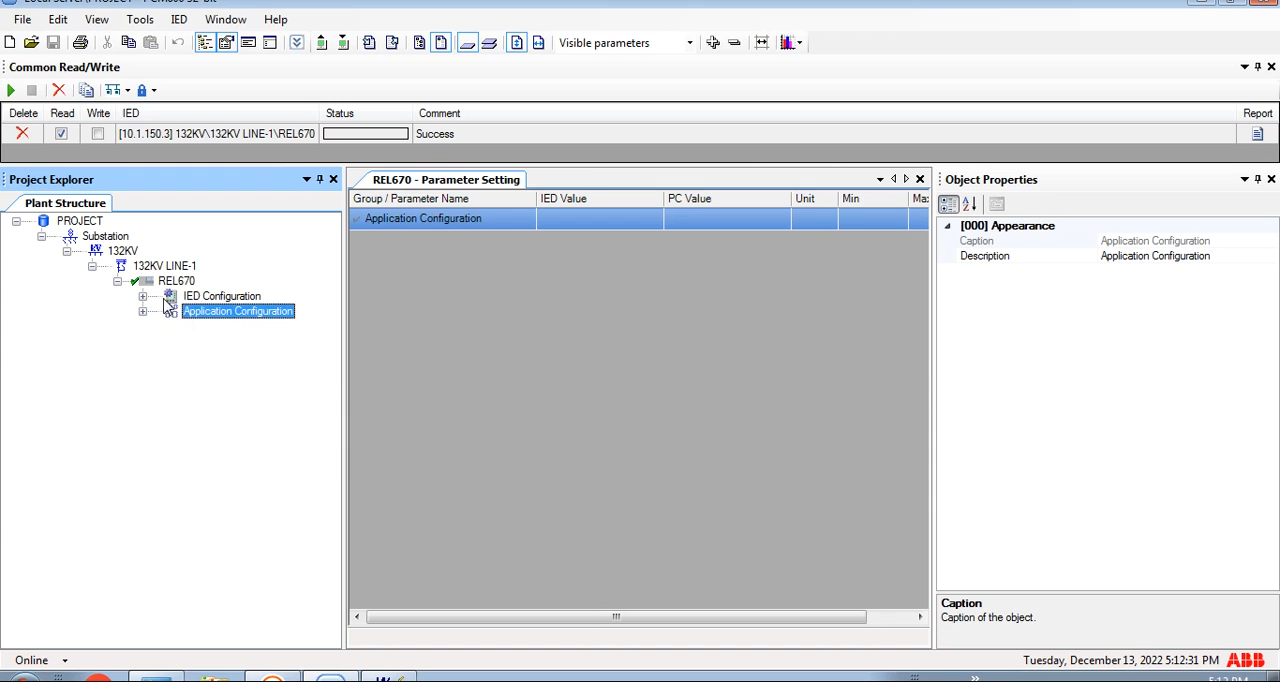 File Edit View Tools IED Window Help
Visible parameters
Common Read/Write
Delete Read Write IED Status Comment Report
[10.1.150.3] 132KV\132KV LINE-1\REL670 Success
Project Explorer
Plant Structure
PROJECT
Substation
132KV
132KV LINE-1
REL670
IED Configuration
Application Configuration
REL670 - Parameter Setting
Group / Parameter Name IED Value PC Value Unit Min Max
Application Configuration
Object Properties
[000] Appearance
Caption Application Configuration
Description Application Configuration
Caption
Caption of the object.
Online
Tuesday, December 13, 2022 5:12:31 PM ABB